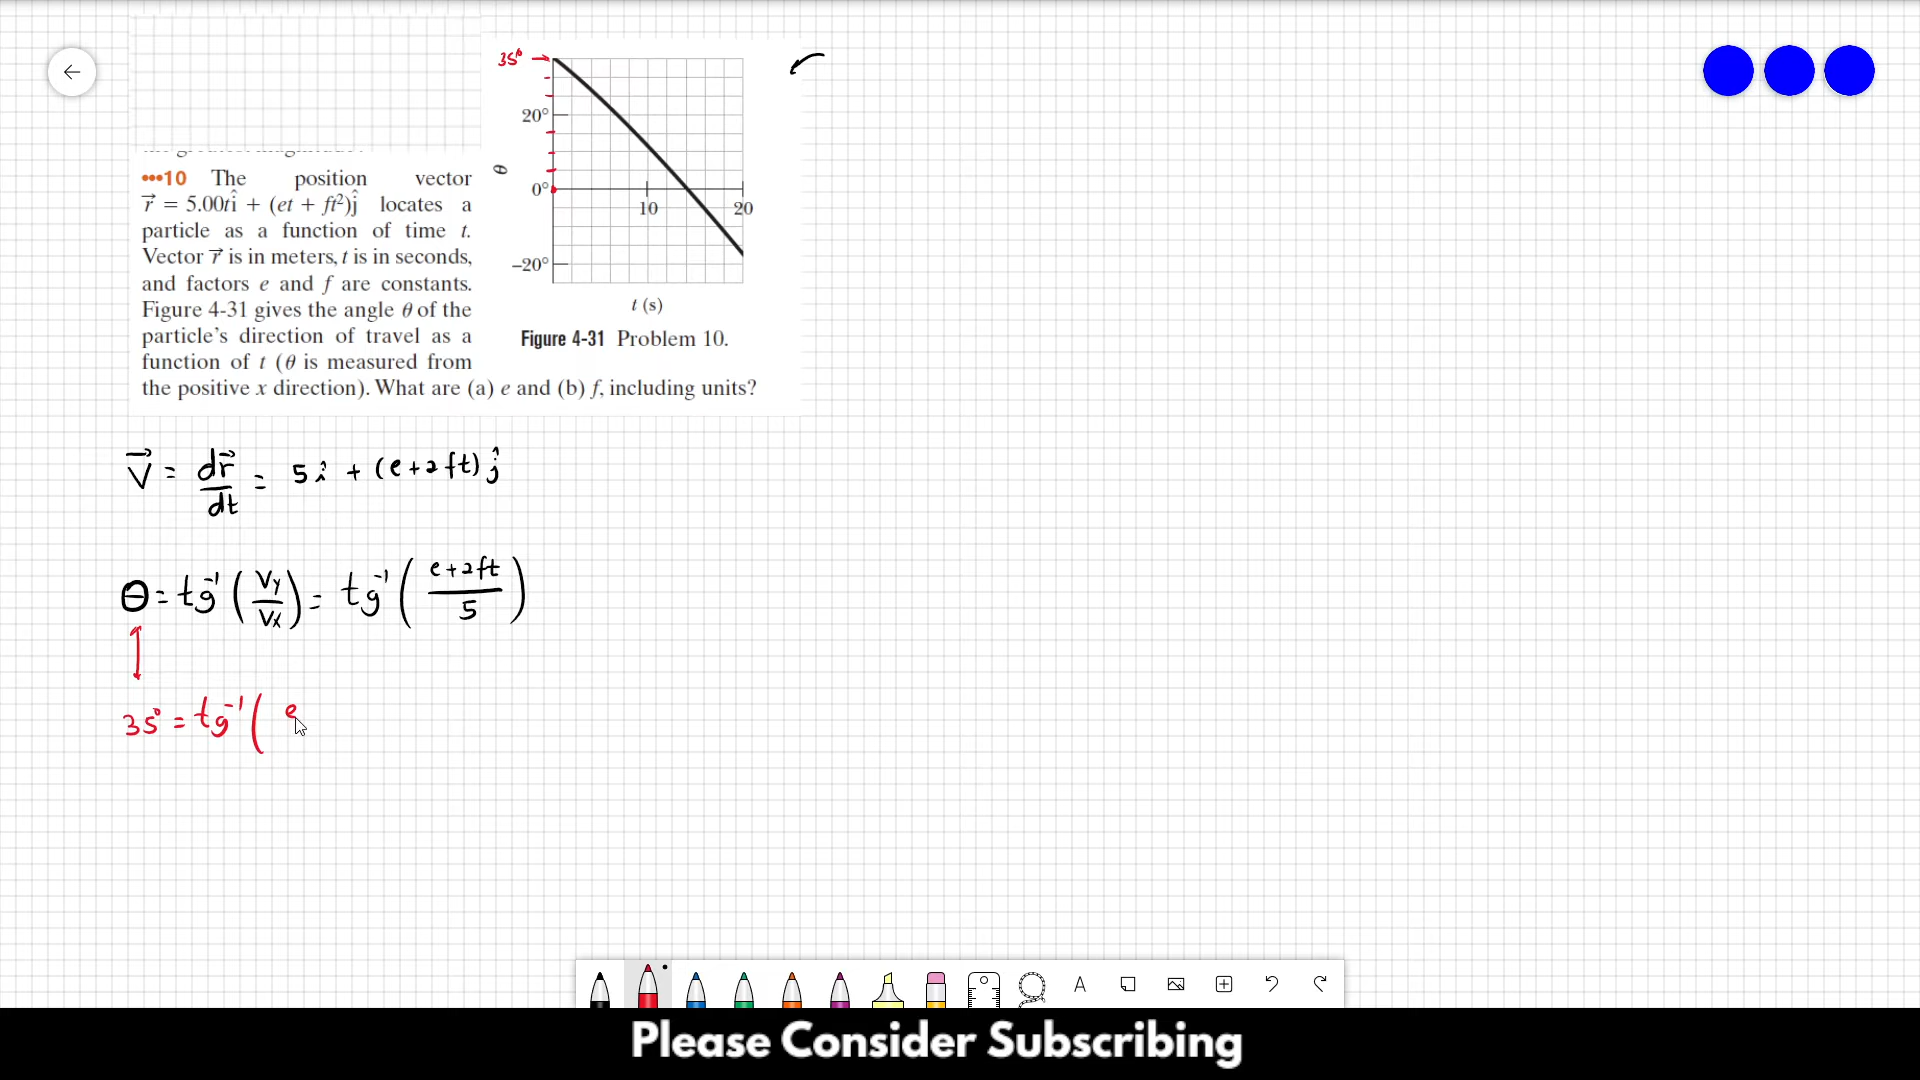 35°
20°
θ
0°
10
20
–20°
t (s)
Figure 4-31 Problem 10.
•••10 The position vector
r⃗ = 5.00tî + (et + ft²)ĵ locates a
particle as a function of time t.
Vector r⃗ is in meters, t is in seconds,
and factors e and f are constants.
Figure 4-31 gives the angle θ of the
particle's direction of travel as a
function of t (θ is measured from
the positive x direction). What are (a) e and (b) f, including units?
V⃗ = dr⃗/dt = 5î + (e+2ft)ĵ
θ = tg⁻¹(Vy/Vx) = tg⁻¹(e+2ft/5)
35° = tg⁻¹( e
A
Please Consider Subscribing